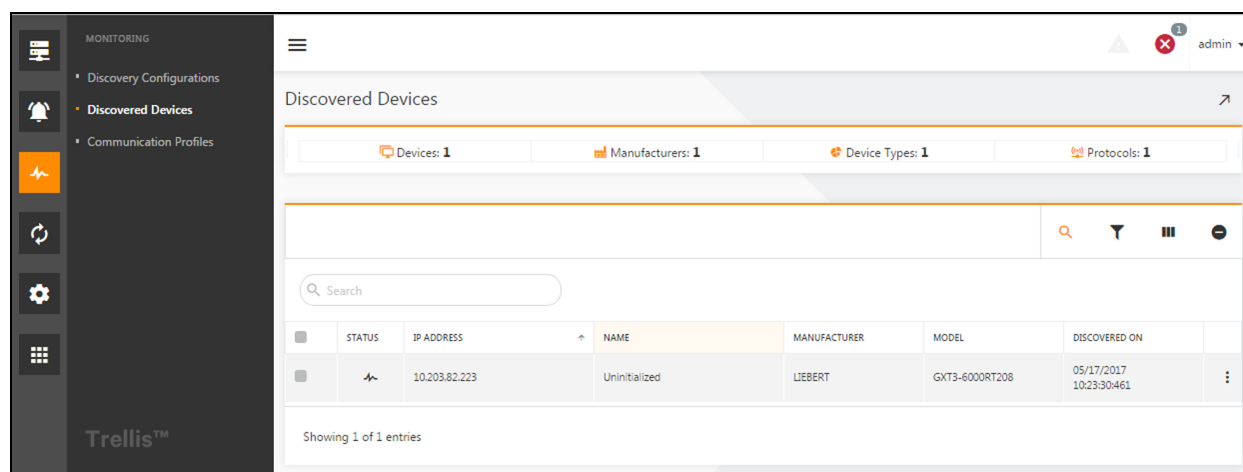 MONITORING
Discovery Configurations
Discovered Devices
Communication Profiles
Trellis™
1
admin
Discovered Devices
Devices: 1
Manufacturers: 1
Device Types: 1
Protocols: 1
Search
STATUS IP ADDRESS NAME MANUFACTURER MODEL DISCOVERED ON
10.203.82.223 Uninitialized LIEBERT GXT3-6000RT208 05/17/2017
10:23:30:461
Showing 1 of 1 entries